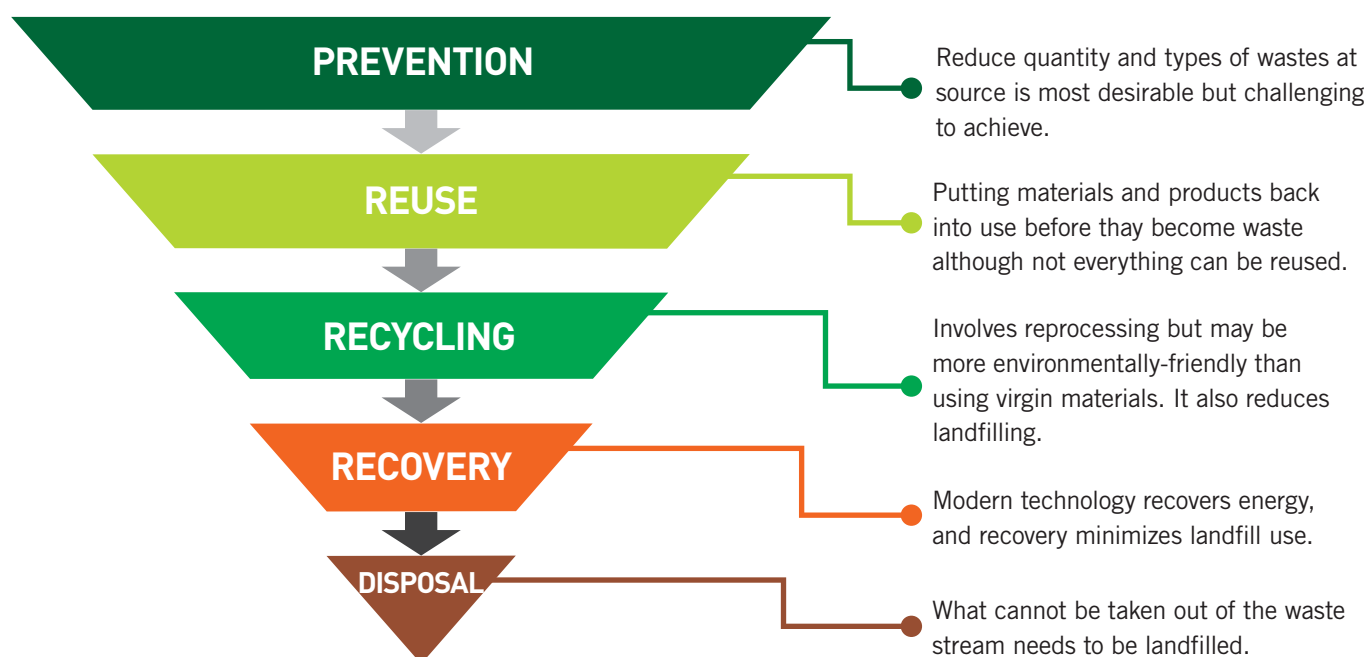 PREVENTION
Reduce quantity and types of wastes at
source is most desirable but challenging
to achieve.
REUSE
Putting materials and products back
into use before thay become waste
although not everything can be reused.
RECYCLING
Involves reprocessing but may be
more environmentally-friendly than
using virgin materials. It also reduces
landfilling.
RECOVERY
Modern technology recovers energy,
and recovery minimizes landfill use.
DISPOSAL
What cannot be taken out of the waste
stream needs to be landfilled.